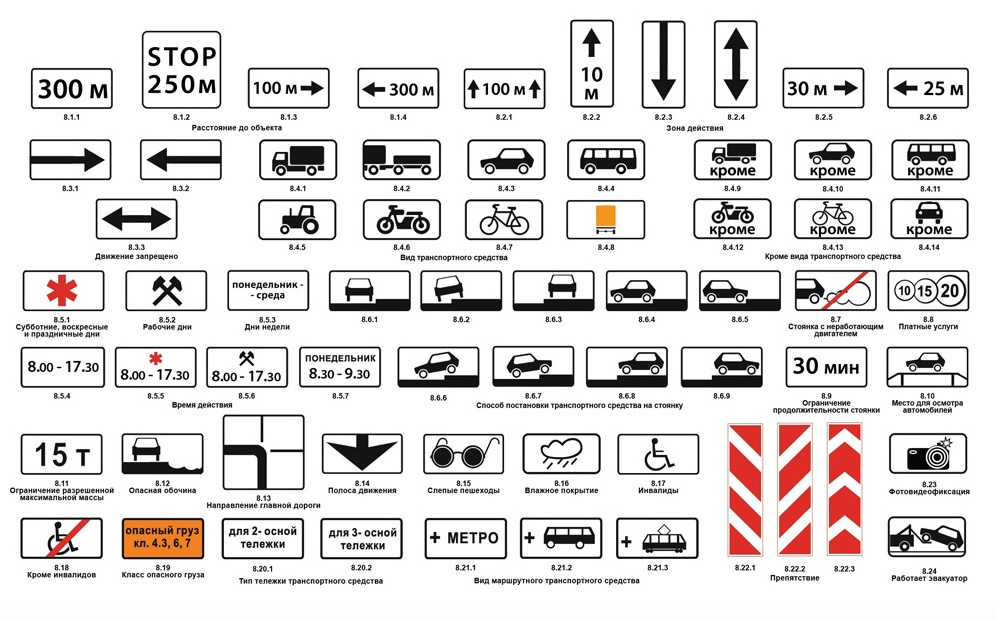 300 м
STOP
250м
100 м
300 м
100 м
10
м
30 м
25 м
8.1.1
8.1.2
8.1.3
8.1.4
8.2.1
8.2.2
8.2.3
8.2.4
8.2.5
8.2.6
Расстояние до объекта
Зона действия
кроме
кроме
кроме
8.3.1
8.3.2
8.4.1
8.4.2
8.4.3
8.4.4
8.4.9
8.4.10
8.4.11
кроме
кроме
кроме
8.3.3
8.4.5
8.4.6
8.4.7
8.4.8
8.4.12
8.4.13
8.4.14
Движение запрещено
Вид транспортного средства
Кроме вида транспортного средства
понедельник -
- среда
10 15 20
8.5.1
8.5.2
8.5.3
8.6.1
8.6.2
8.6.3
8.6.4
8.6.5
8.7
8.8
Субботние, воскресные
и праздничные дни
Рабочие дни
Дни недели
Стоянка с неработающим
двигателем
Платные услуги
8.00 - 17.30
8.00 - 17.30
8.00 - 17.30
ПОНЕДЕЛЬНИК
8.30 - 9.30
30 мин
8.5.4
8.5.5
8.5.6
8.5.7
8.6.6
8.6.7
8.6.8
8.6.9
8.9
8.10
Время действия
Способ постановки транспортного средства на стоянку
Ограничение
продолжительности стоянки
Место для осмотра
автомобилей
15 т
8.11
8.12
8.13
8.14
8.15
8.16
8.17
8.23
Ограничение разрешенной
максимальной массы
Опасная обочина
Направление главной дороги
Полоса движения
Слепые пешеходы
Влажное покрытие
Инвалиды
Фотовидеофиксация
опасный груз
кл. 4.3, 6, 7
для 2- осной
тележки
для 3- осной
тележки
+ МЕТРО
+
+
8.18
8.19
8.20.1
8.20.2
8.21.1
8.21.2
8.21.3
8.22.1
8.22.2
8.22.3
8.24
Кроме инвалидов
Класс опасного груза
Тип тележки транспортного средства
Вид маршрутного транспортного средства
Препятствие
Работает эвакуатор